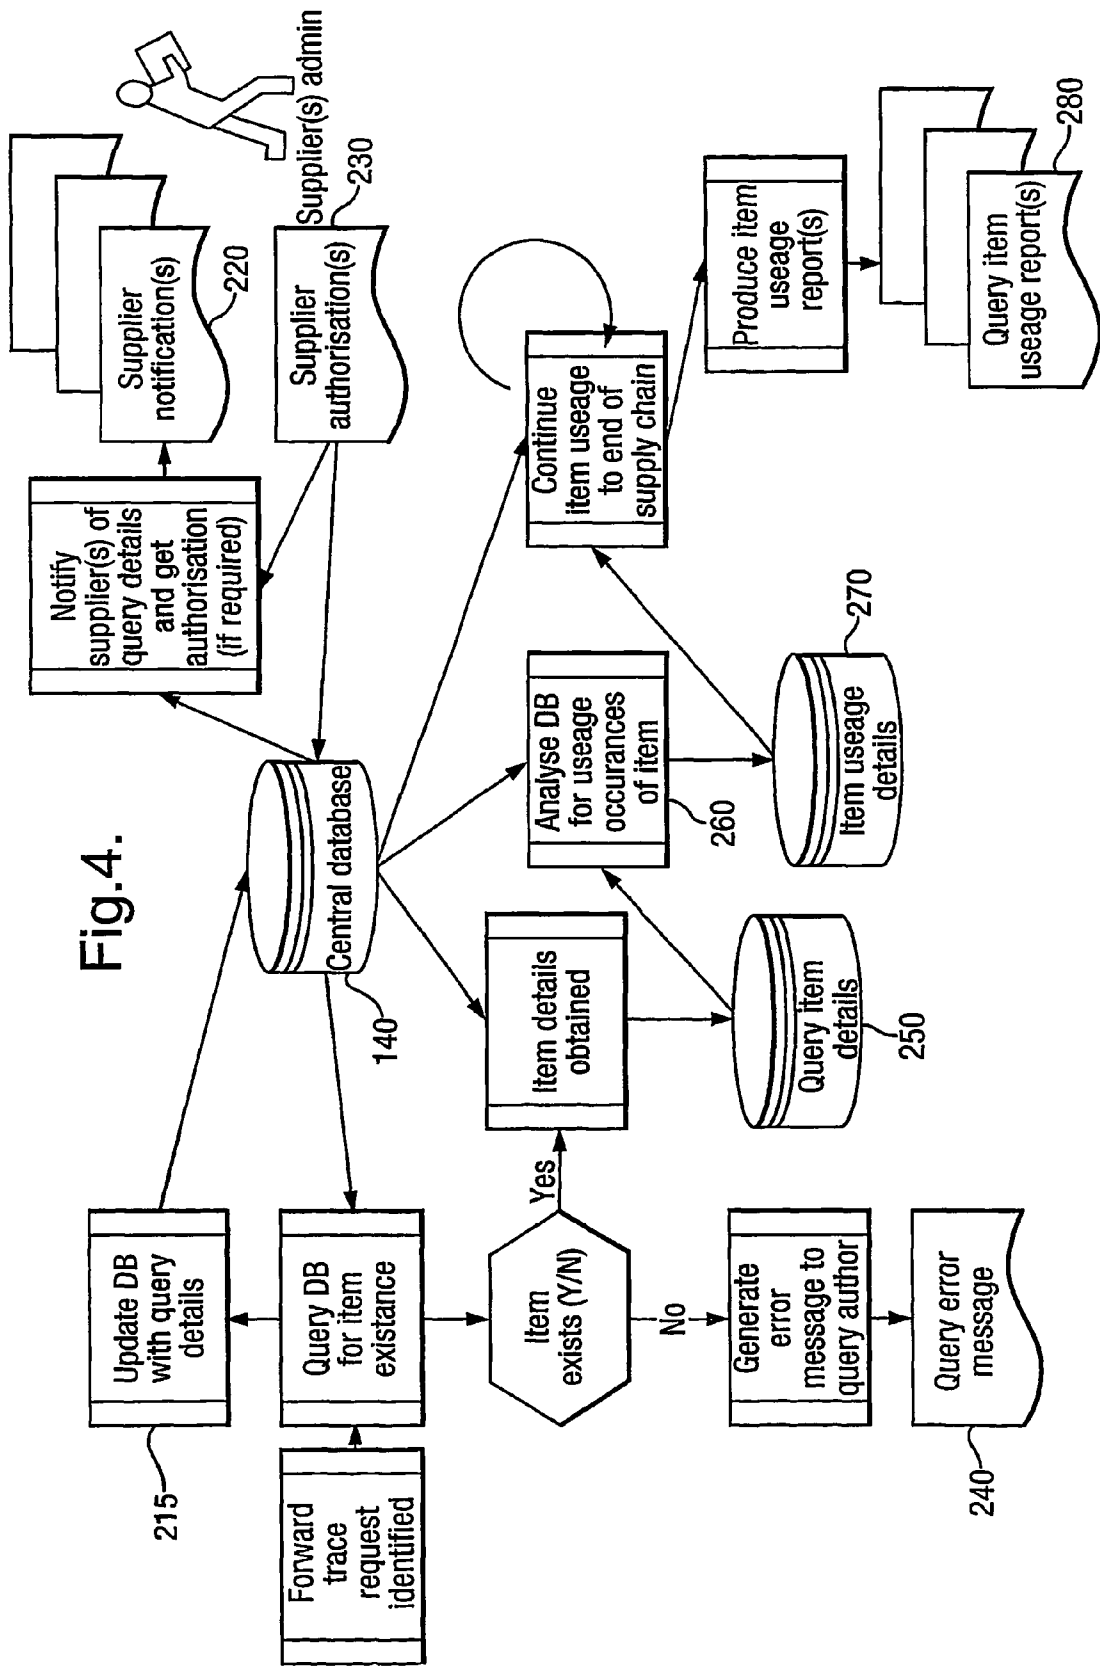 Fig.4.
Forward
trace
request
identified
215
Update DB
with query
details
Query DB
for item
existance
Item
exists (Y/N)
Yes
No
Generate
error
message to
query author
Query error
message
240
Central database
140
Item details
obtained
Query item
details
250
Notify
supplier(s) of
query details
and get
authorisation
(if required)
Supplier
notification(s)
220
Supplier(s) admin
Supplier
authorisation(s)
230
Analyse DB
for useage
occurances
of item
260
Item useage
details
270
Continue
item useage
to end of
supply chain
Produce item
useage
report(s)
Query item
useage report(s)
280